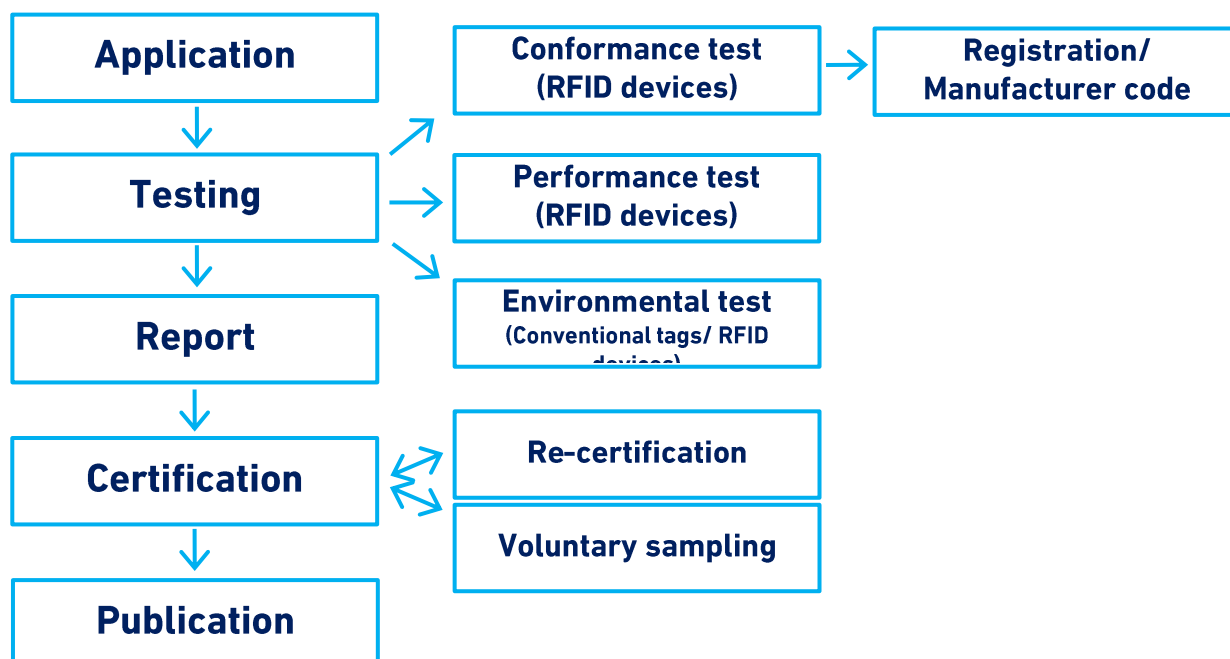 Application
Conformance test
(RFID devices)
Registration/
Manufacturer code
Testing
Performance test
(RFID devices)
Report
Environmental test
(Conventional tags/ RFID
devices)
Certification
Re-certification
Voluntary sampling
Publication